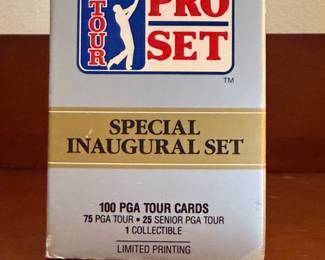 TOUR
PRO
SET
TM
SPECIAL
INAUGURAL SET
100 PGA TOUR CARDS
75 PGA TOUR • 25 SENIOR PGA TOUR
1 COLLECTIBLE
LIMITED PRINTING